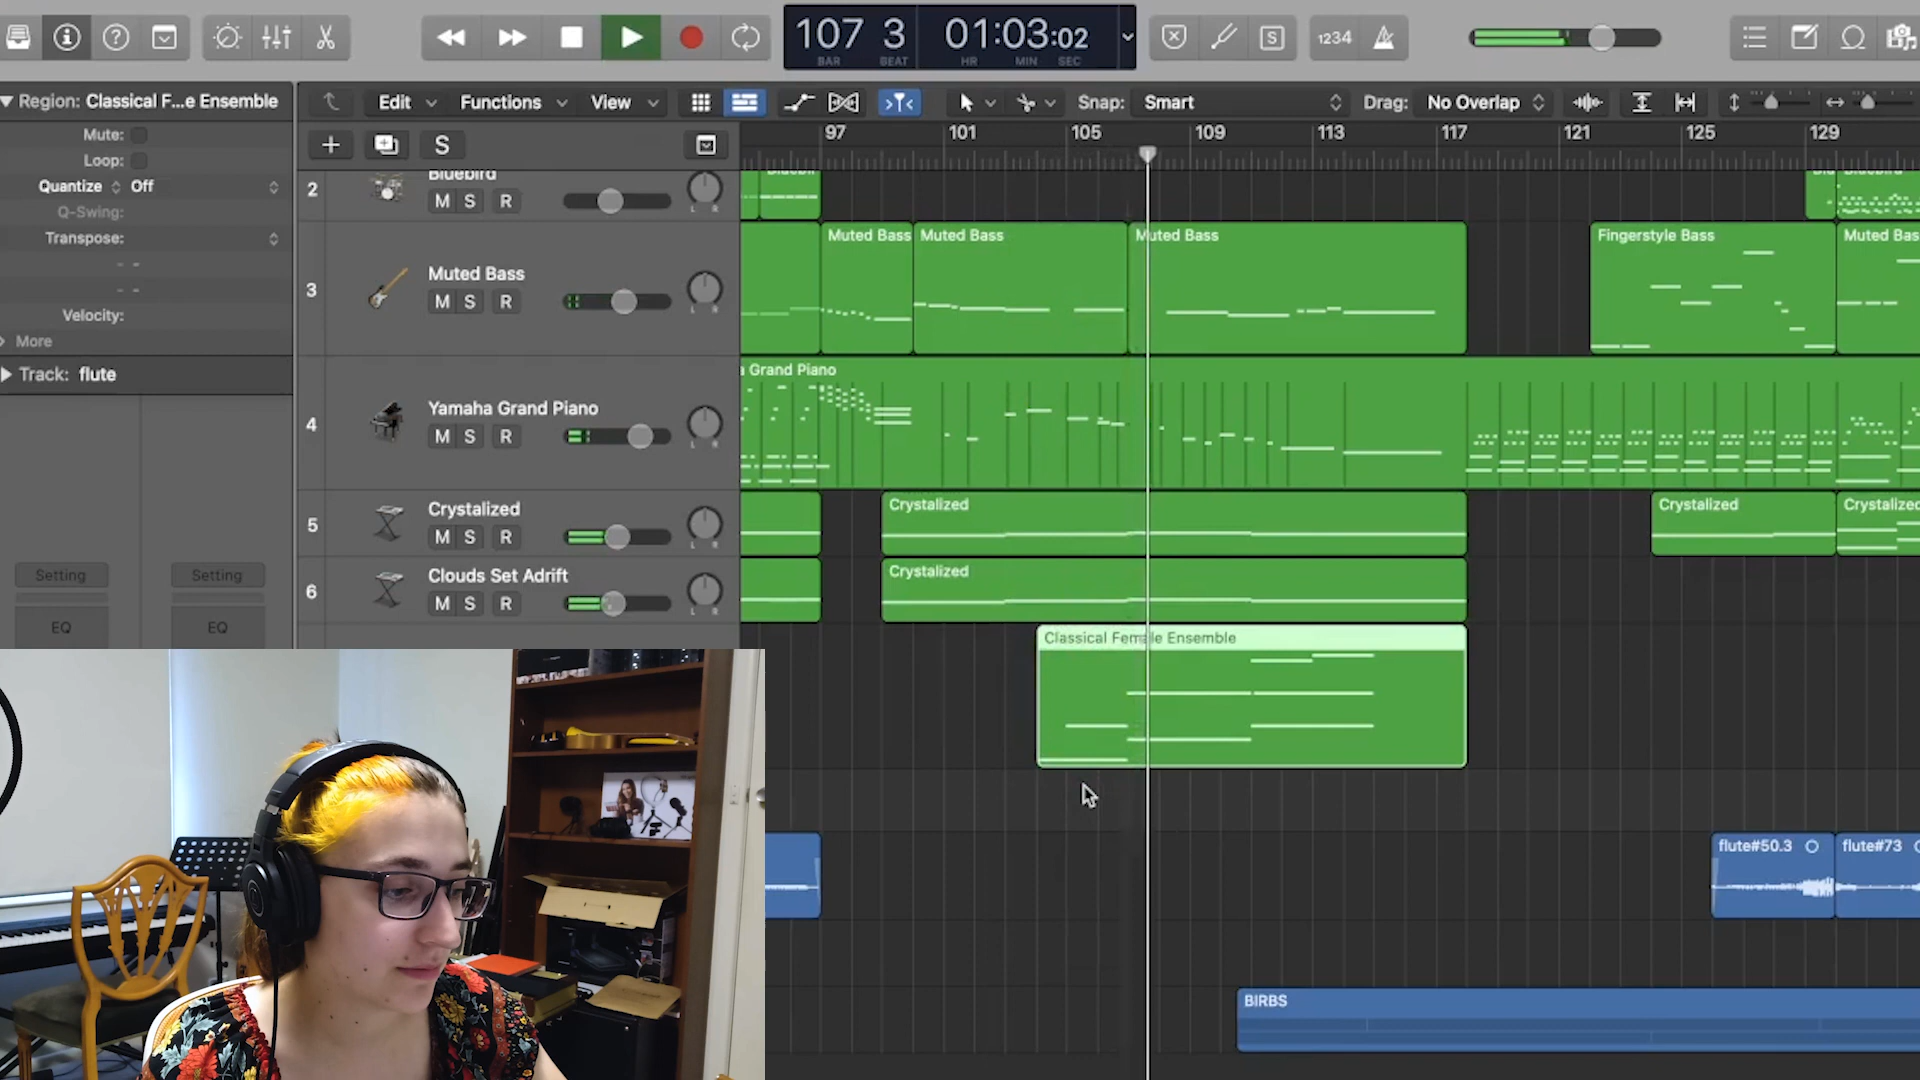 107 3 01:03:02
BAR BEAT HR MIN SEC
S 1234
Region: Classical F...e Ensemble
Edit Functions View Snap: Smart Drag: No Overlap
Mute:
Loop:
Quantize Off
Q-Swing:
Transpose:
Velocity:
More
Track: flute
Setting Setting
EQ EQ
+ S
97 101 105 109 113 117 121 125 129
2 Bluebird
M S R L R
3 Muted Bass
M S R L R
4 Yamaha Grand Piano
M S R L R
5 Crystalized
M S R L R
6 Clouds Set Adrift
M S R L R
Muted Bass Muted Bass Muted Bass Fingerstyle Bass Muted Bas
a Grand Piano
Crystalized Crystalized Crystalized
Crystalized
Classical Female Ensemble
flute#50.3 flute#73
BIRBS